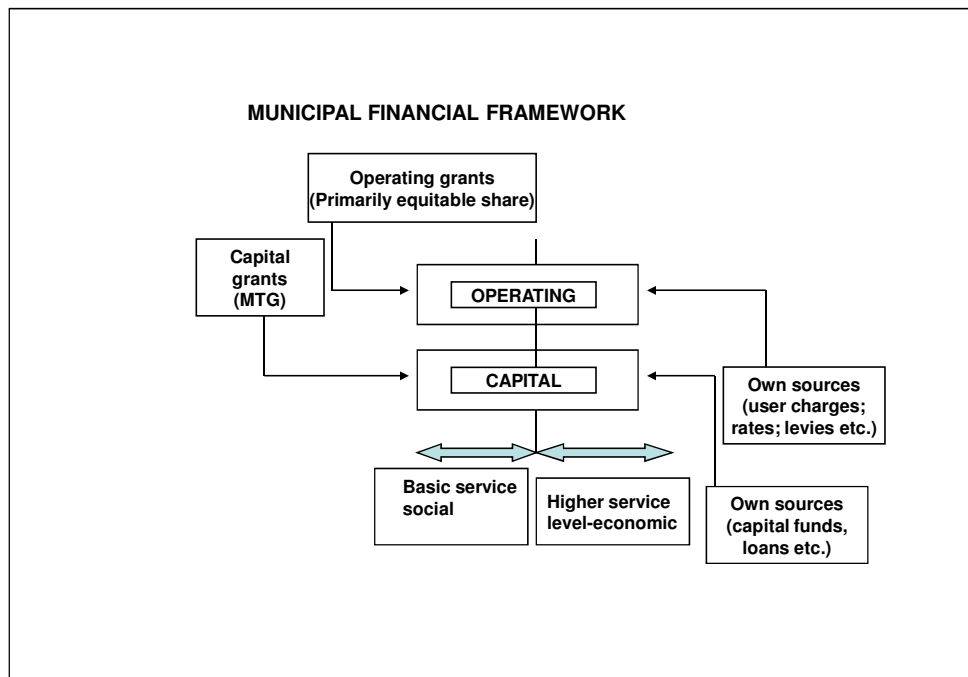 MUNICIPAL FINANCIAL FRAMEWORK
Operating grants
(Primarily equitable share)
Capital
grants
(MTG)
OPERATING
CAPITAL
Own sources
(user charges;
rates; levies etc.)
Basic service
social
Higher service
level-economic
Own sources
(capital funds,
loans etc.)